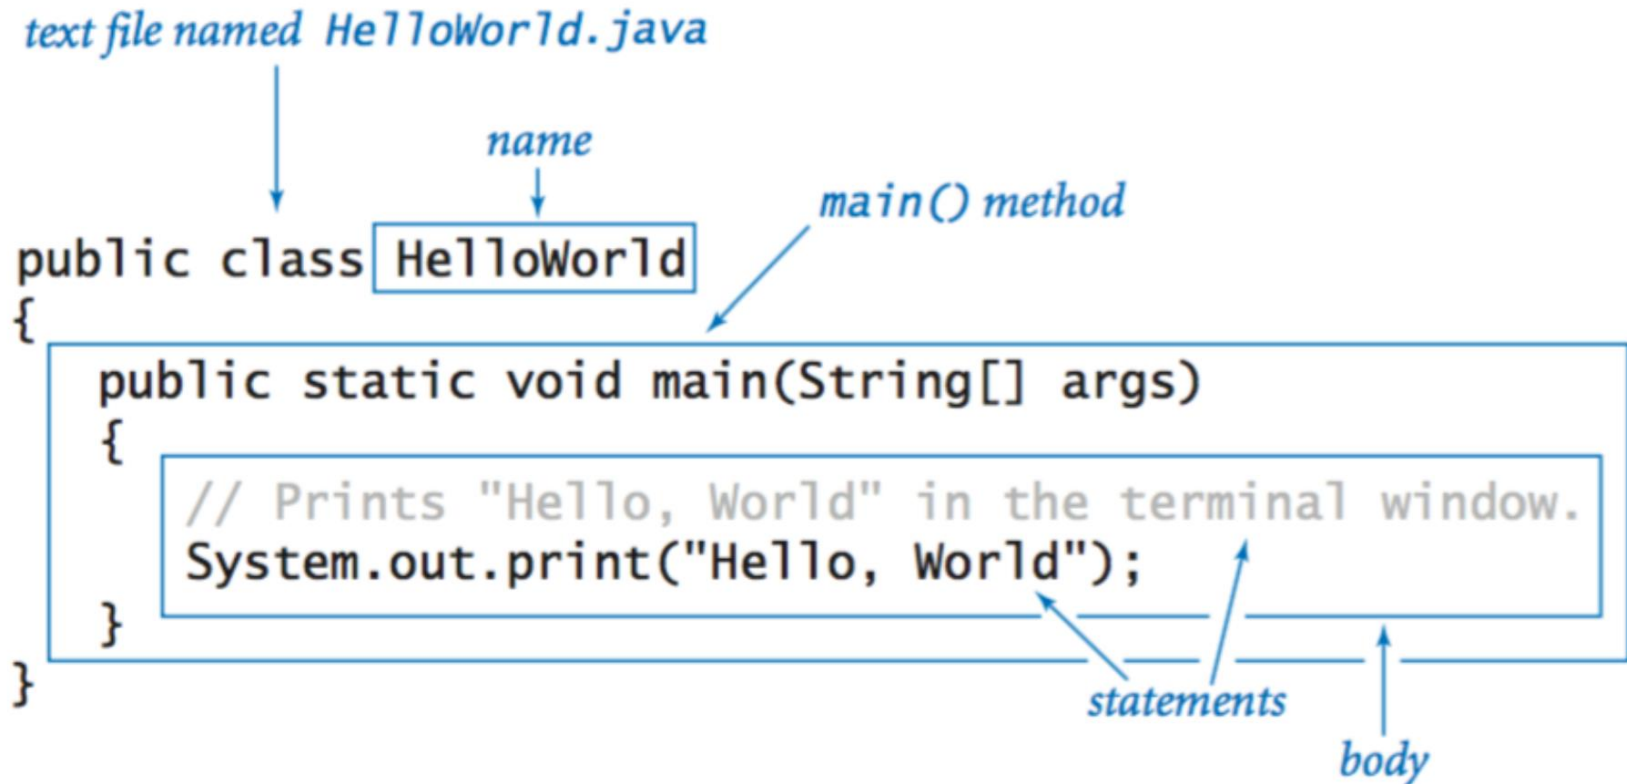 text file named HelloWorld.java
name
main() method
public class HelloWorld
{
public static void main(String[] args)
{
// Prints "Hello, World" in the terminal window.
System.out.print("Hello, World");
}
}
statements
body